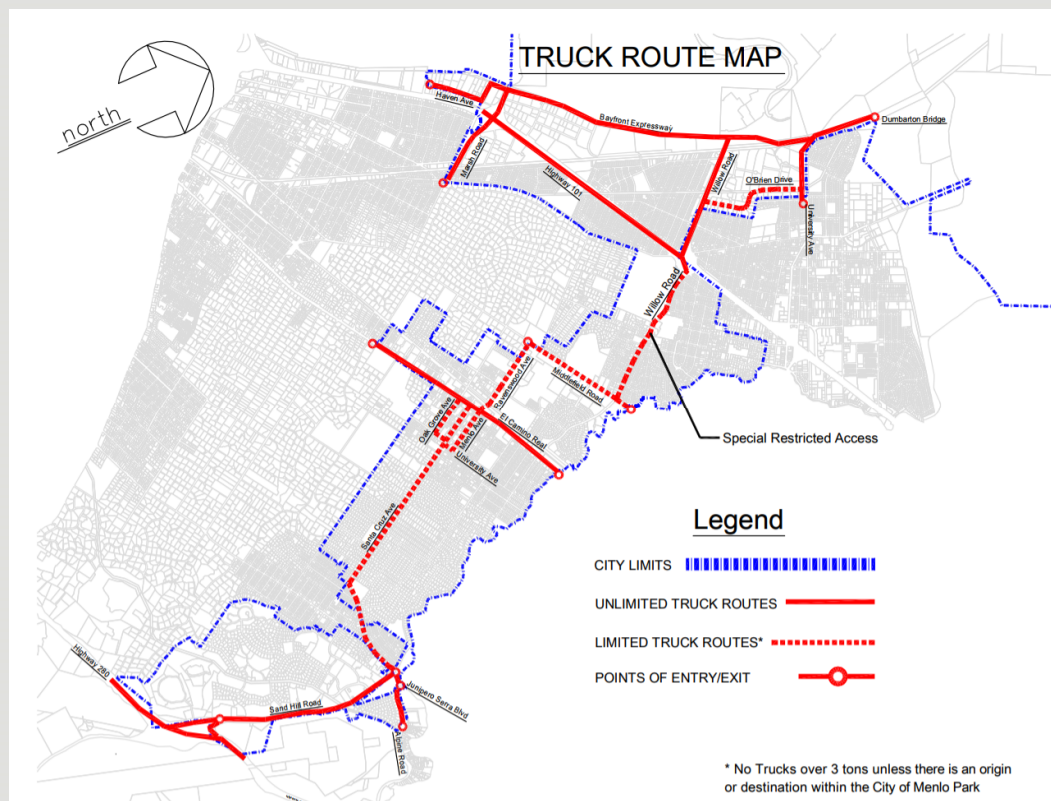 TRUCK ROUTE MAP
north
Haven Ave
Bayfront Expressway
Dumbarton Bridge
Marsh Road
Highway 101
Willow Road
O'Brien Drive
University Ave
Willow Road
Ravenswood Ave
Middlefield Road
Oak Grove Ave
Menlo Ave
El Camino Real
University Ave
Special Restricted Access
Santa Cruz Ave
Legend
CITY LIMITS
UNLIMITED TRUCK ROUTES
LIMITED TRUCK ROUTES*
POINTS OF ENTRY/EXIT
Highway 280
Sand Hill Road
Junipero Serra Blvd
Alpine Road
* No Trucks over 3 tons unless there is an origin
or destination within the City of Menlo Park